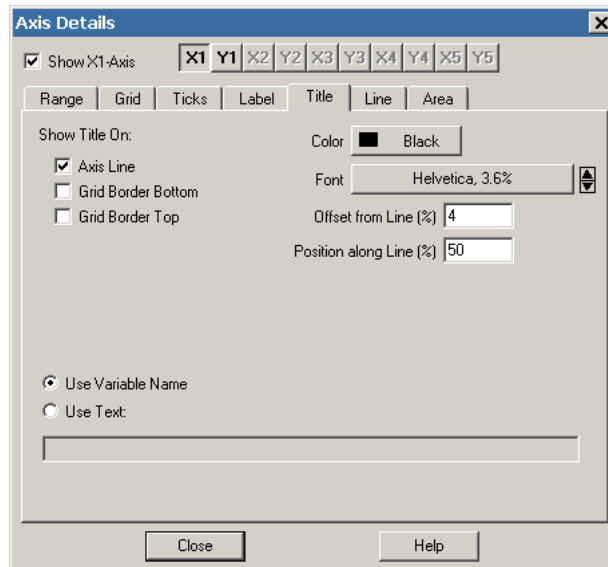 Axis Details
Show X1-Axis X1 Y1 X2 Y2 X3 Y3 X4 Y4 X5 Y5
Range Grid Ticks Label Title Line Area
Show Title On:
Color Black
Axis Line
Font Helvetica, 3.6%
Grid Border Bottom
Grid Border Top
Offset from Line (%) 4
Position along Line (%) 50
Use Variable Name
Use Text:
Close Help